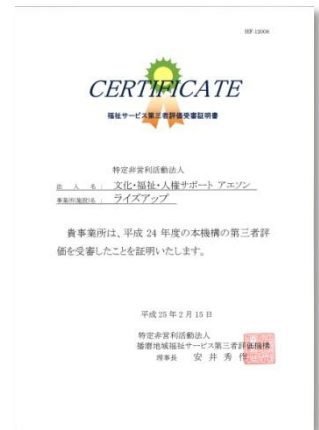 HF 12008
CERTIFICATE
福祉サービス第三者評価受審証明書
特定非営利活動法人
法 人 名: 文化・福祉・人権サポート アエソン
事業所(施設)名: ライズアップ
貴事業所は、平成 24 年度の本機構の第三者評
価を受審したことを証明いたします。
平成 25 年 2 月 15 日
特定非営利活動法人
播磨地域福祉サービス第三者評価機構
理事長 安 井 秀 作